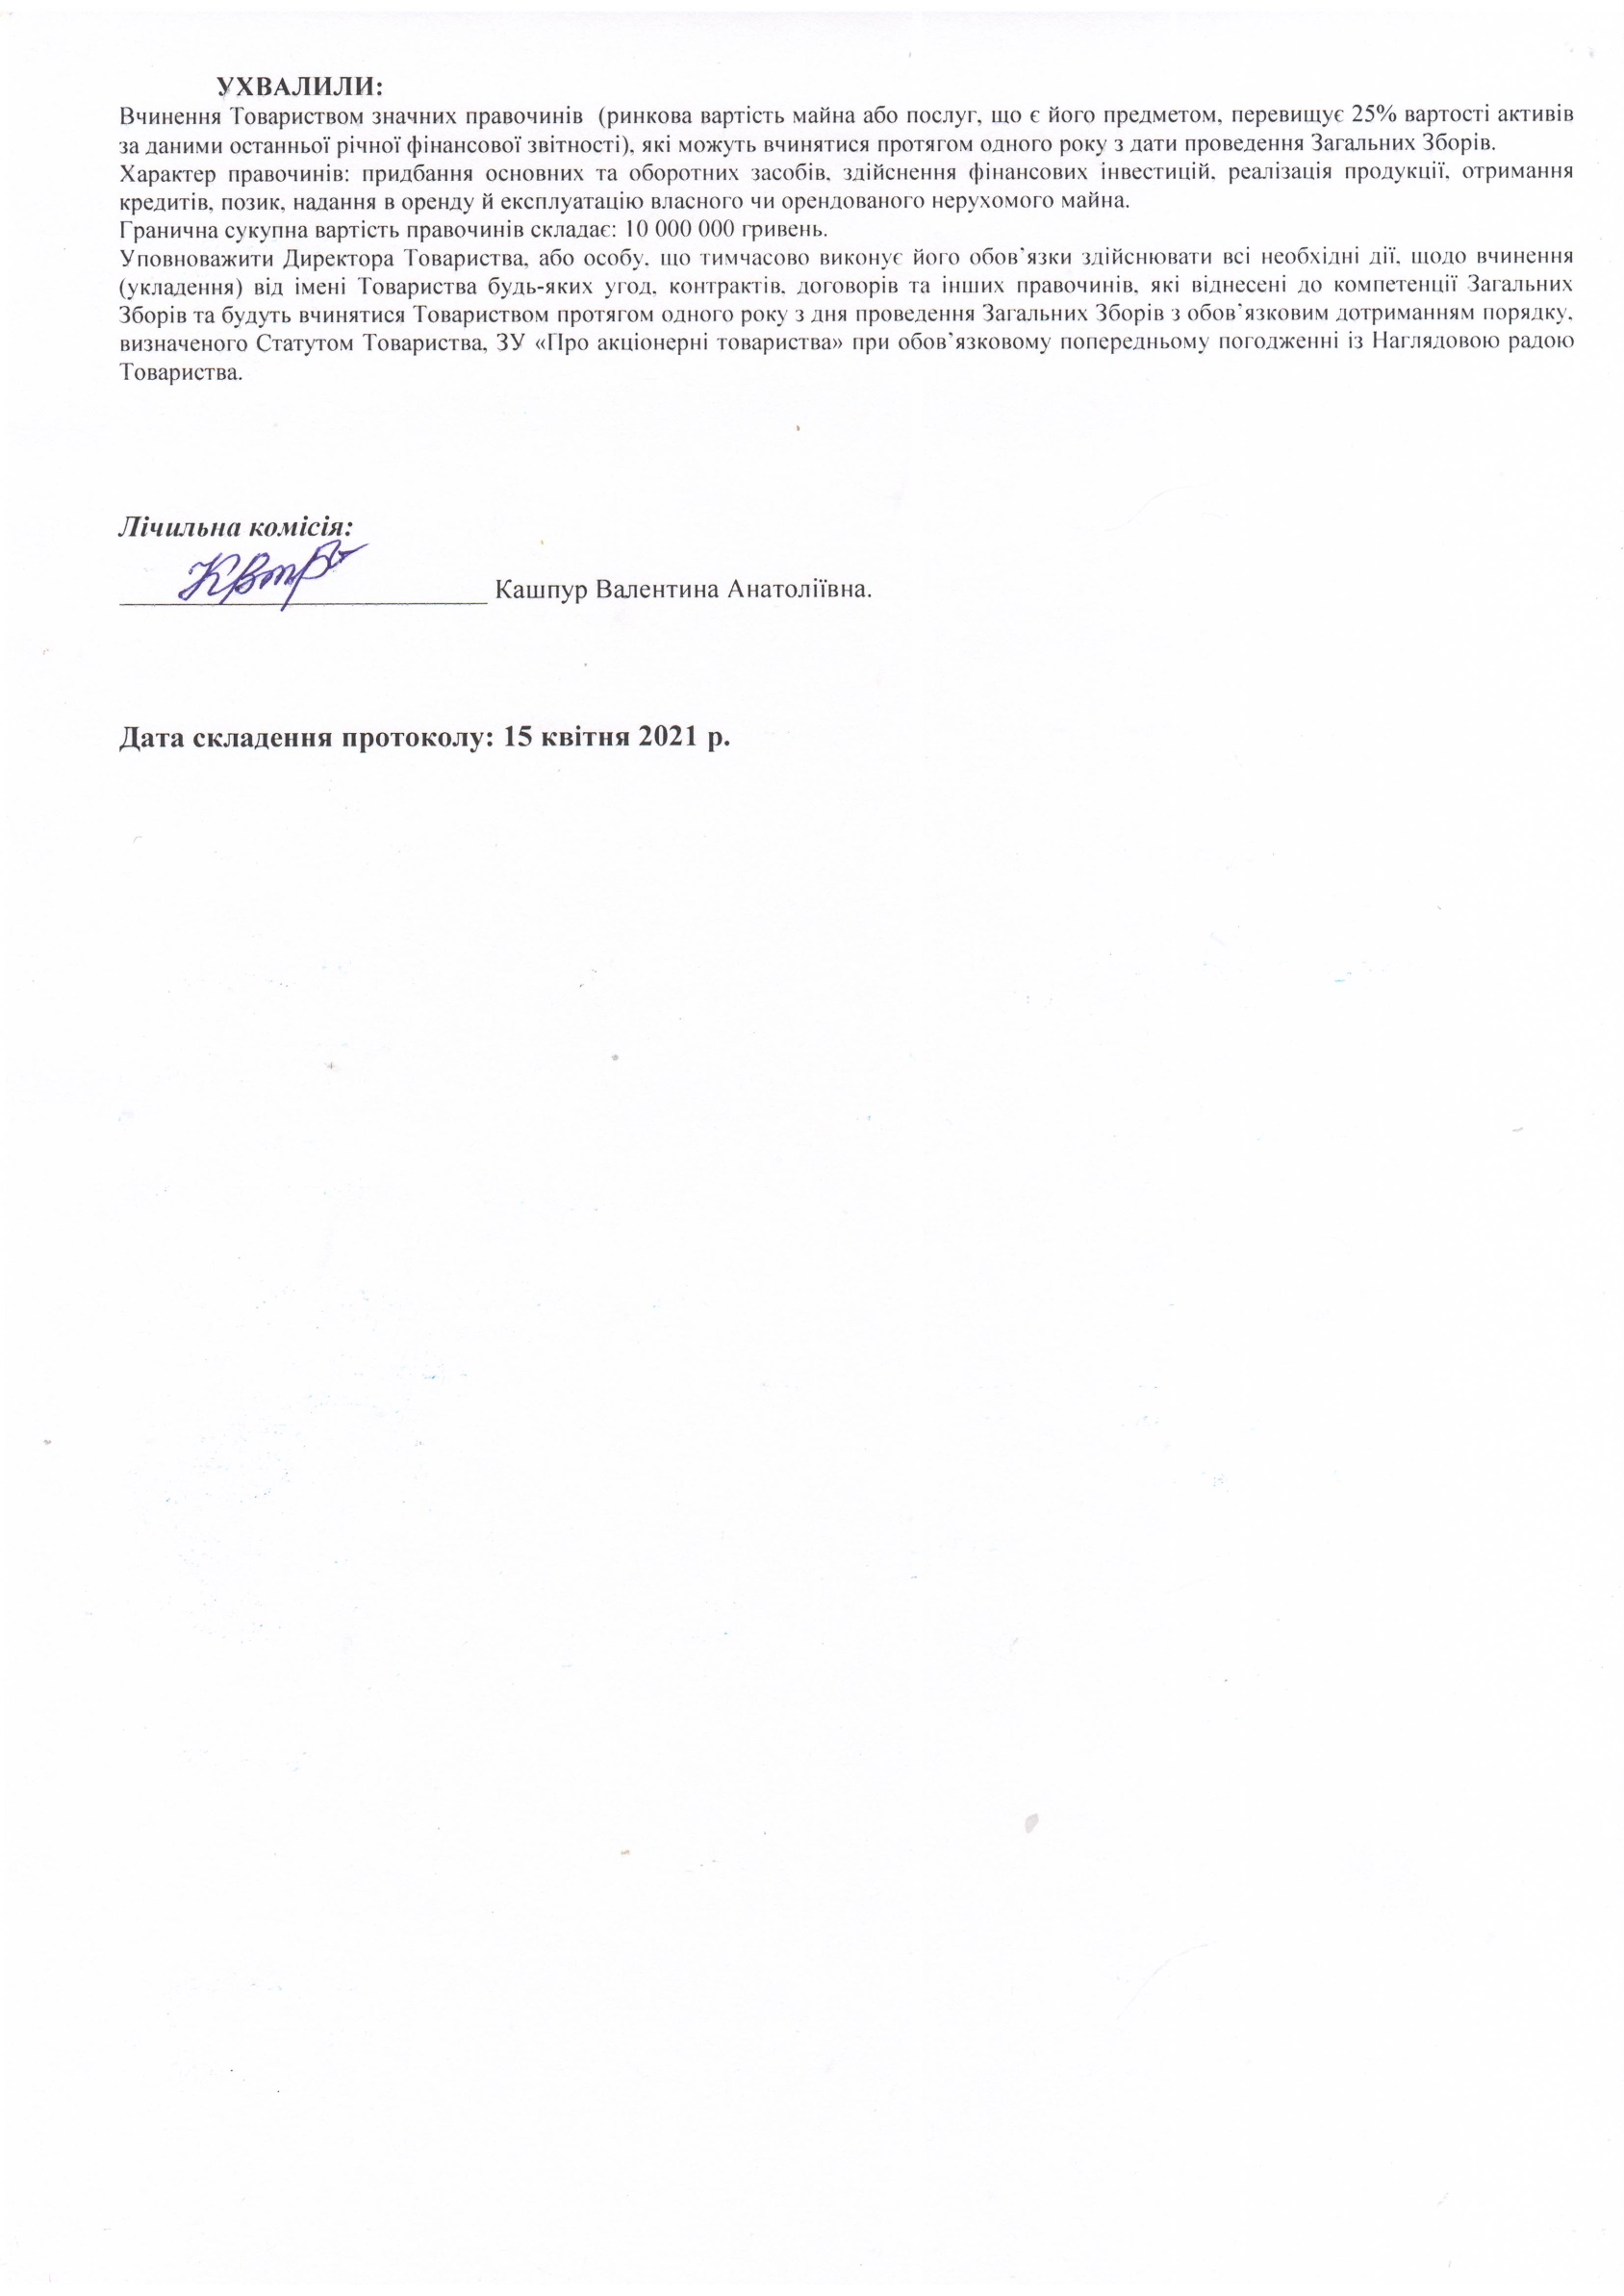 УХВАЛИЛИ:
Вчинення Товариством значних правочинів (ринкова вартість майна або послуг, що є його предметом, перевищує 25% вартості активів
за даними останньої річної фінансової звітності), які можуть вчинятися протягом одного року з дати проведення Загальних Зборів.
Характер правочинів: придбання основних та оборотних засобів, здійснення фінансових інвестицій, реалізація продукції, отримання
кредитів, позик, надання в оренду й експлуатацію власного чи орендованого нерухомого майна.
Гранична сукупна вартість правочинів складає: 10 000 000 гривень.
Уповноважити Директора Товариства, або особу, що тимчасово виконує його обов’язки здійснювати всі необхідні дії, щодо вчинення
(укладення) від імені Товариства будь-яких угод, контрактів, договорів та інших правочинів, які віднесені до компетенції Загальних
Зборів та будуть вчинятися Товариством протягом одного року з дня проведення Загальних Зборів з обов’язковим дотриманням порядку,
визначеного Статутом Товариства, ЗУ «Про акціонерні товариства» при обов’язковому попередньому погодженні із Наглядовою радою
Товариства.
Лічильна комісія:
Кашпур Валентина Анатоліївна.
Дата складення протоколу: 15 квітня 2021 р.